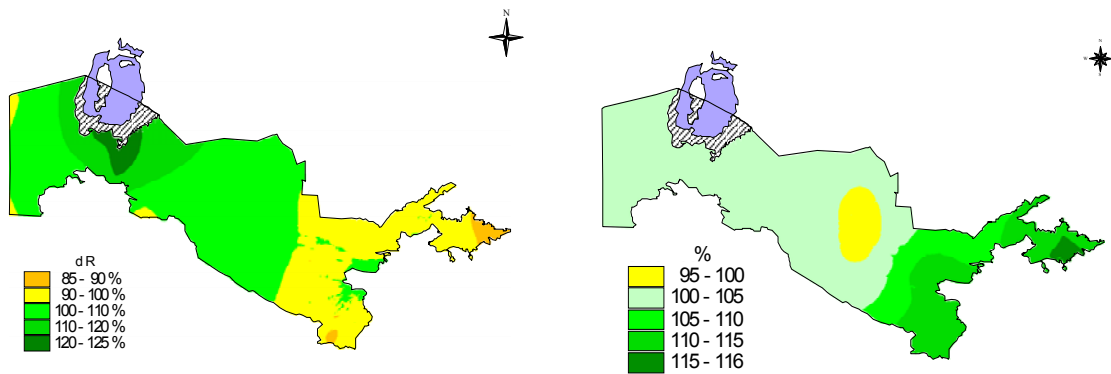 N
d R
85 - 90 %
90 - 100 %
100 - 110 %
110 - 120 %
120 - 125 %
N
W
%
95 - 100
100 - 105
105 - 110
110 - 115
115 - 116